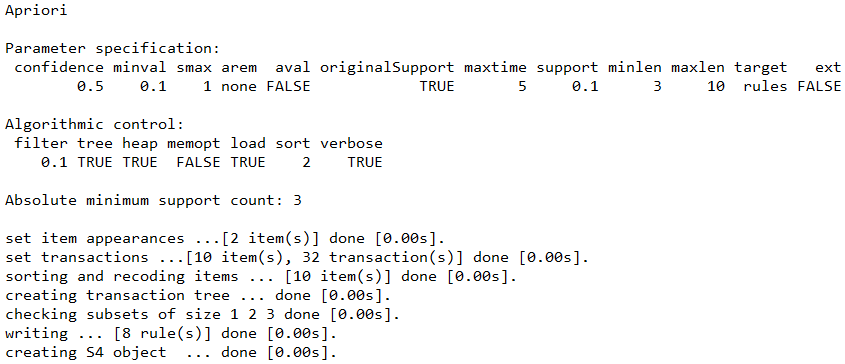 Apriori

Parameter specification:
 confidence minval smax arem  aval originalSupport maxtime support minlen maxlen target   ext
        0.5    0.1    1 none FALSE            TRUE       5     0.1      3     10  rules FALSE

Algorithmic control:
 filter tree heap memopt load sort verbose
    0.1 TRUE TRUE  FALSE TRUE    2    TRUE

Absolute minimum support count: 3

set item appearances ...[2 item(s)] done [0.00s].
set transactions ...[10 item(s), 32 transaction(s)] done [0.00s].
sorting and recoding items ... [10 item(s)] done [0.00s].
creating transaction tree ... done [0.00s].
checking subsets of size 1 2 3 done [0.00s].
writing ... [8 rule(s)] done [0.00s].
creating S4 object  ... done [0.00s].